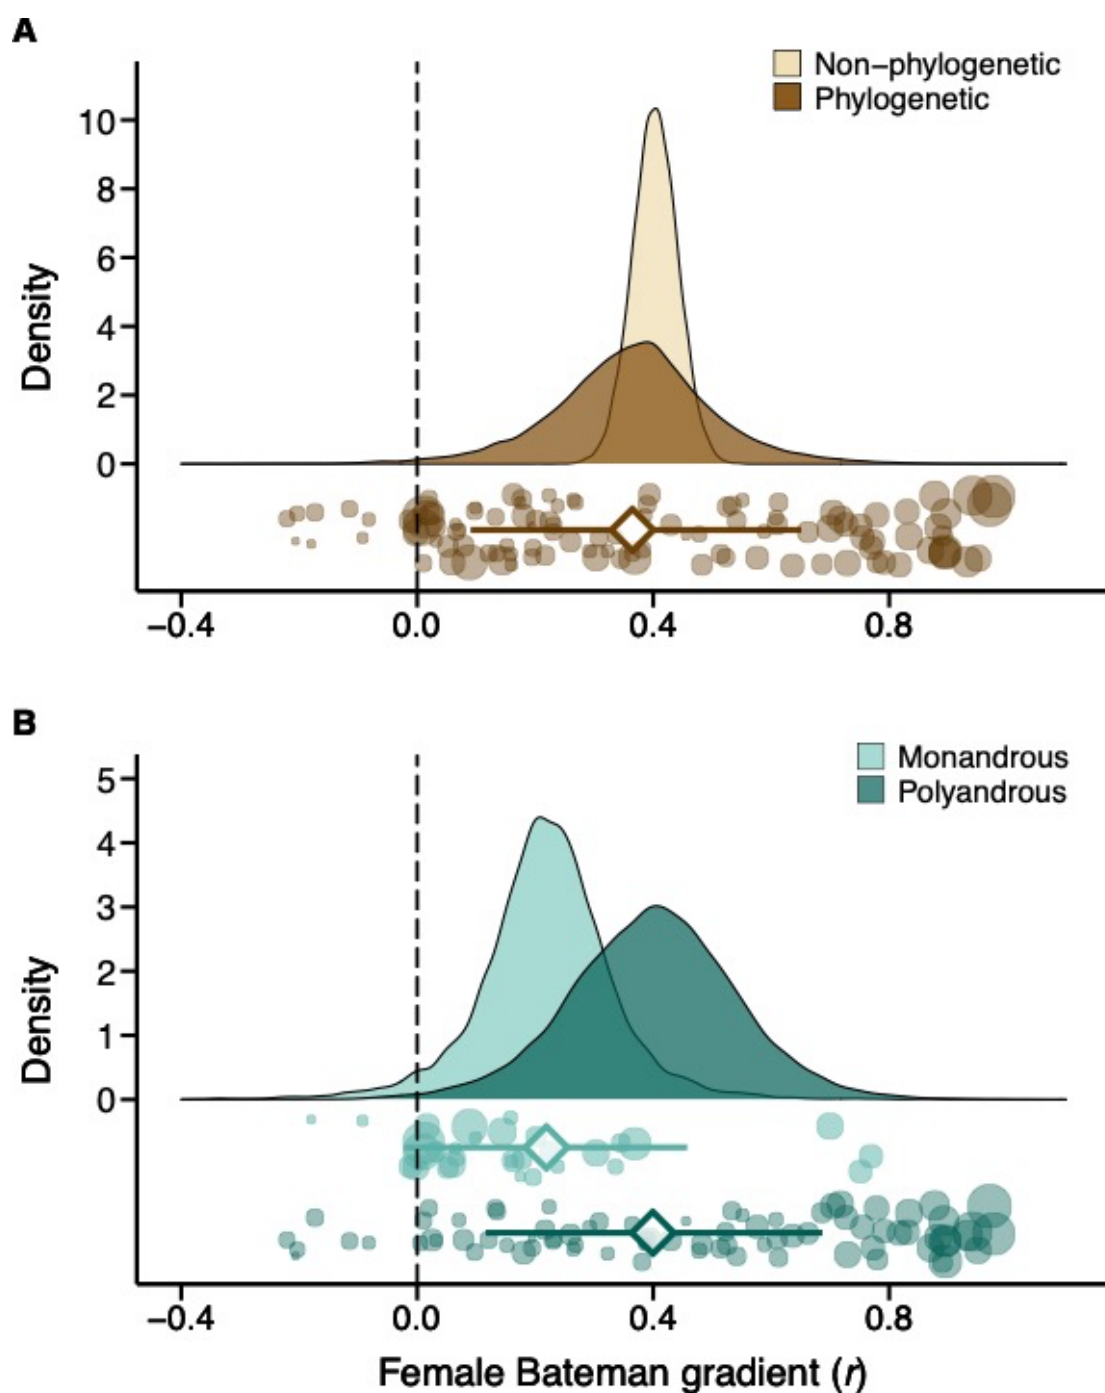 A
Non−phylogenetic
Phylogenetic
10
8
6
4
2
0
Density
−0.4 0.0 0.4 0.8
B
Monandrous
Polyandrous
5
4
3
2
1
0
Density
−0.4 0.0 0.4 0.8
Female Bateman gradient (r)